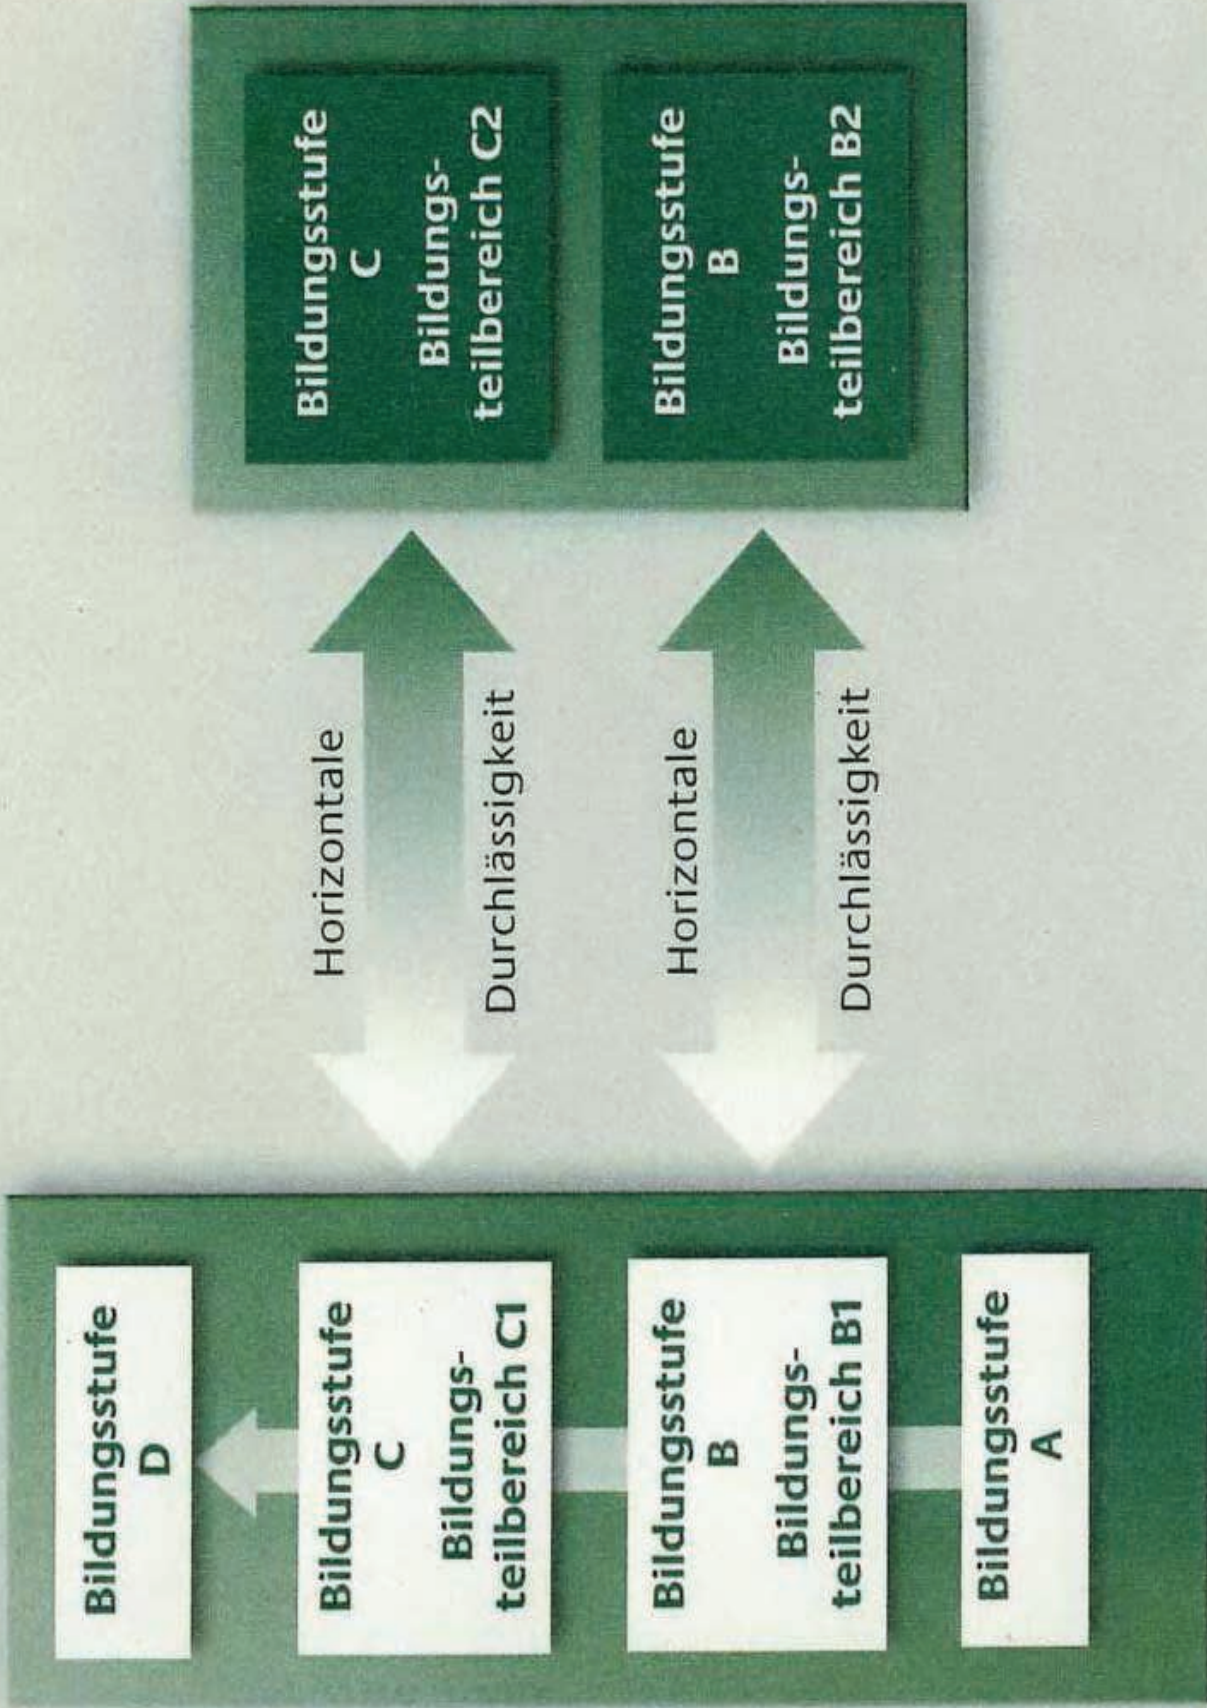 Bildungsstufe
D
Bildungsstufe
C
Bildungs-
teilbereich C1
Bildungsstufe
B
Bildungs-
teilbereich B1
Bildungsstufe
A
Horizontale
Durchlässigkeit
Horizontale
Durchlässigkeit
Bildungsstufe
C
Bildungs-
teilbereich C2
Bildungsstufe
B
Bildungs-
teilbereich B2